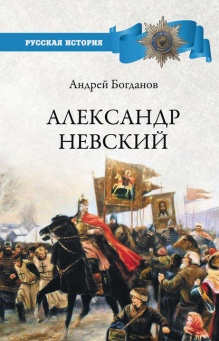 РУССКАЯ ИСТОРИЯ
Андрей Богданов
АЛЕКСАНДР
НЕВСКИЙ